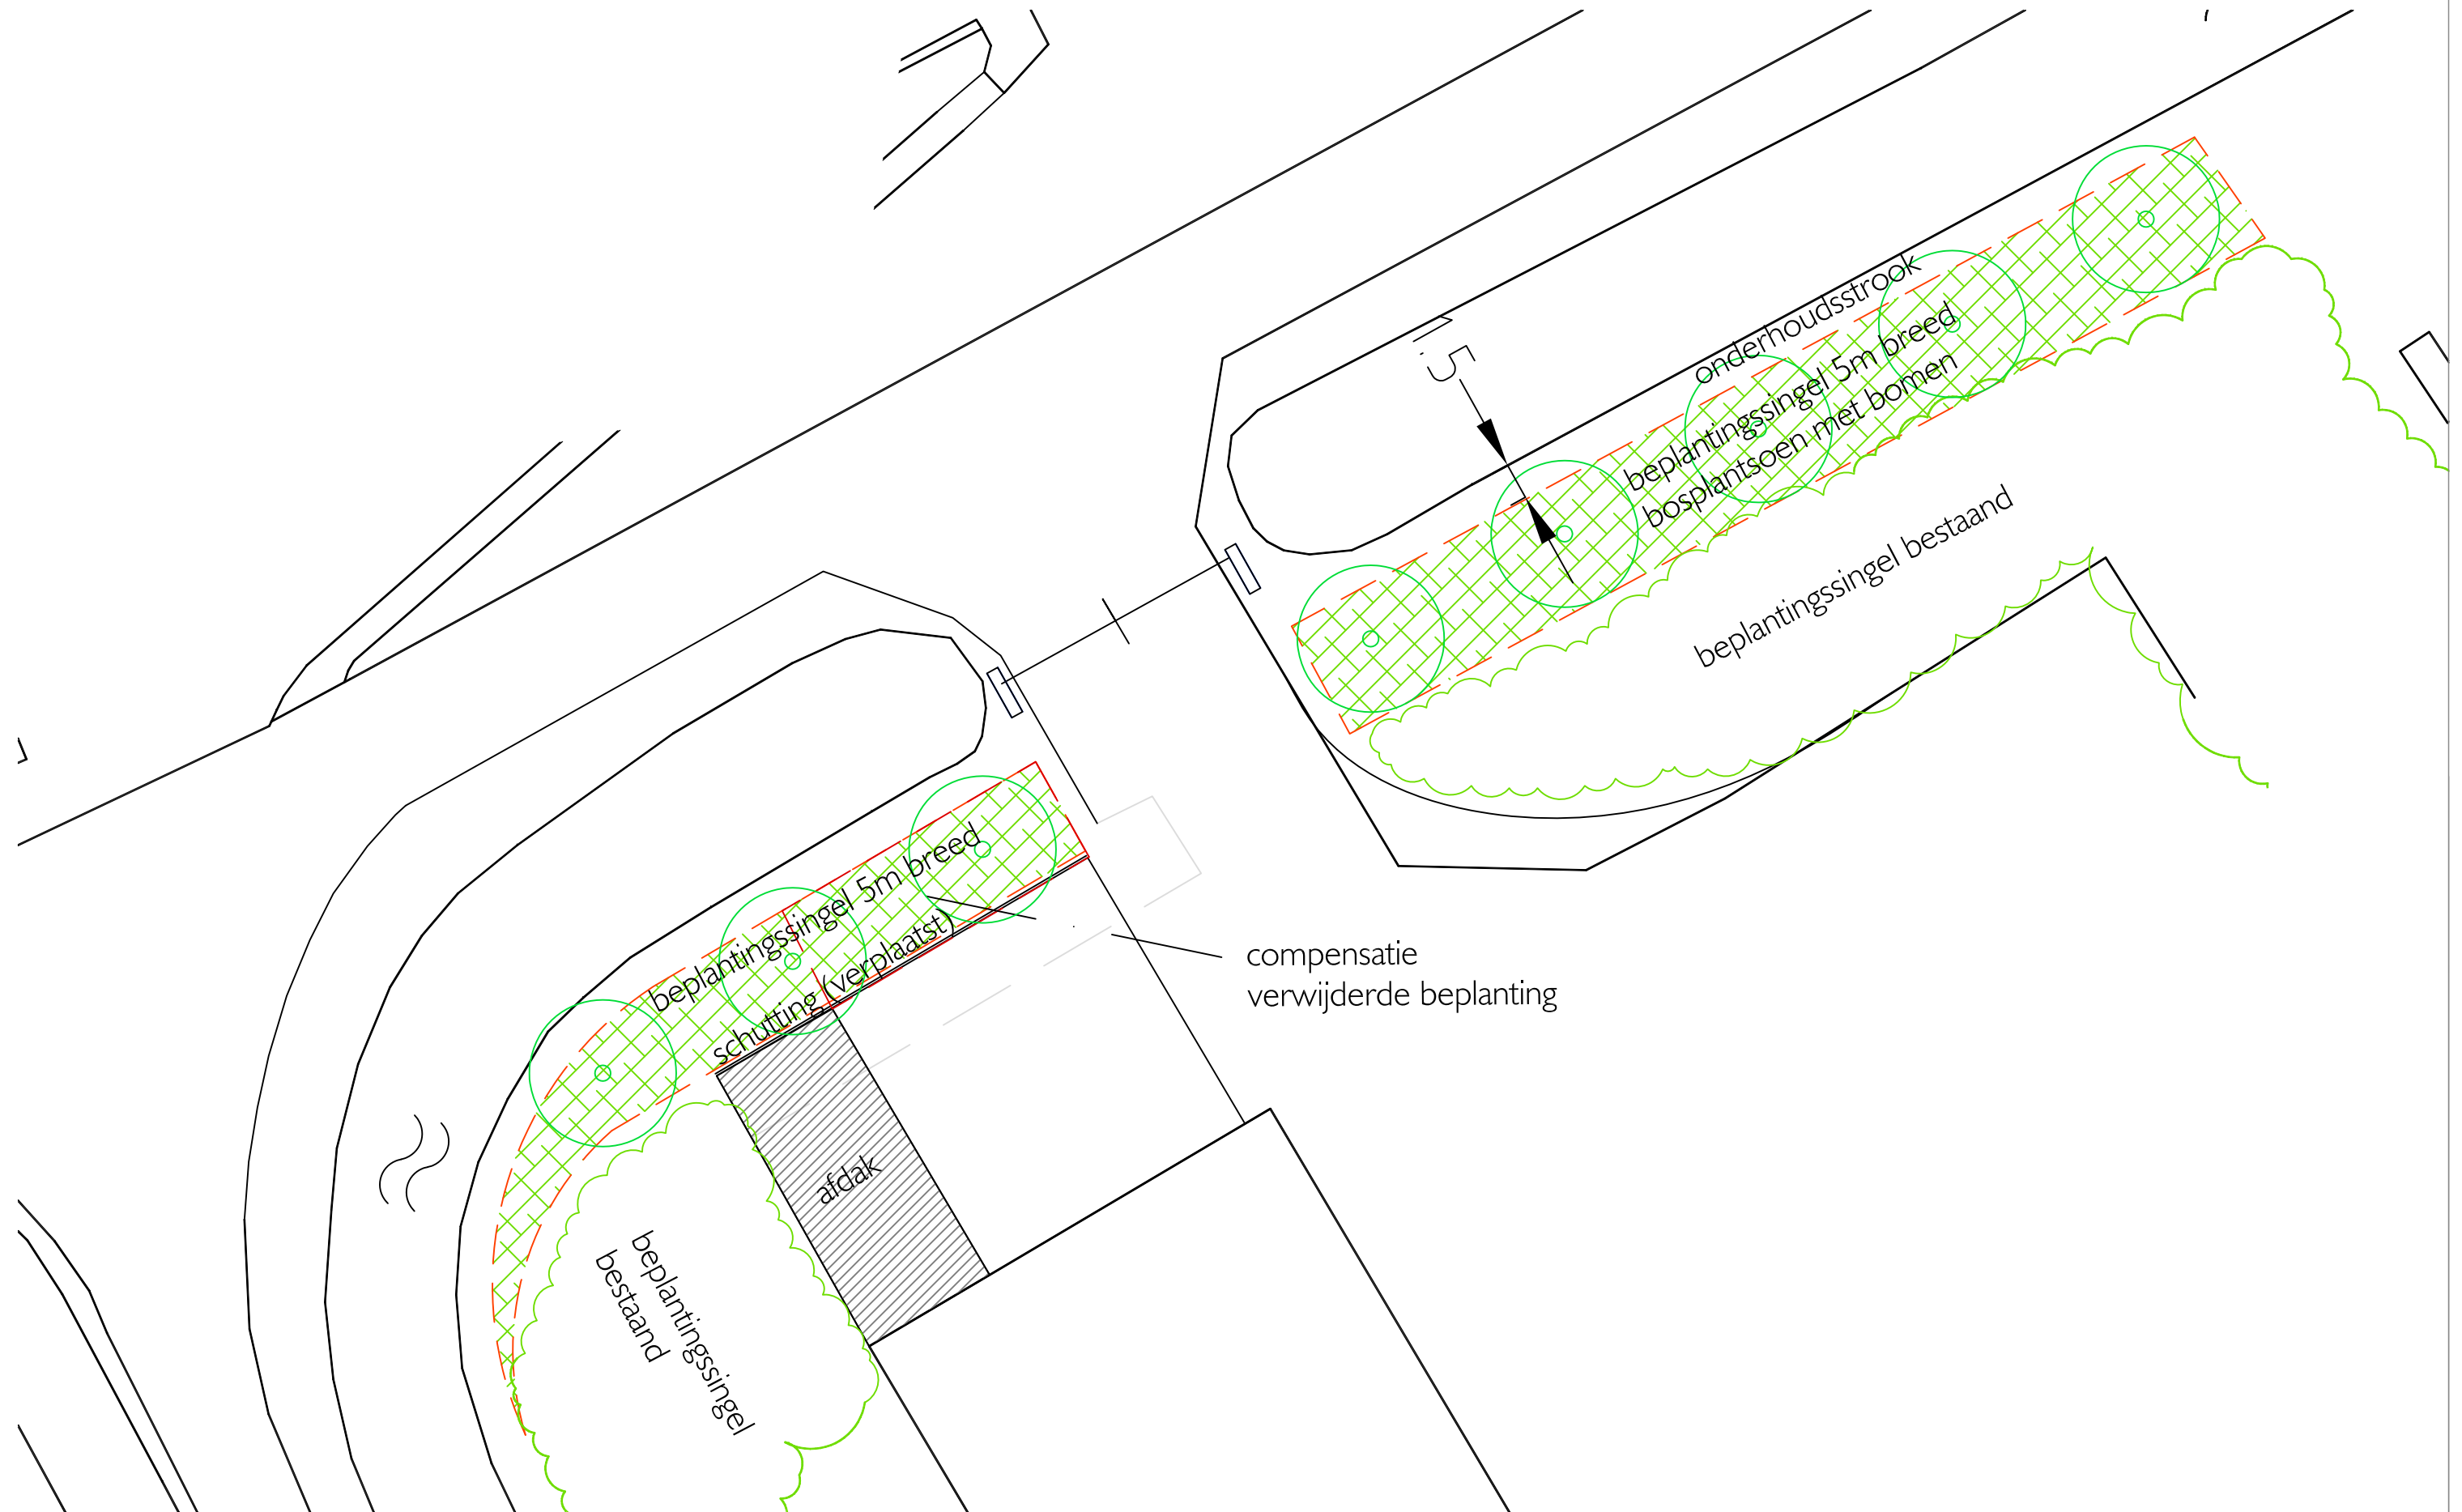 1.5
onderhoudsstrook
beplantingssingel 5m breed
bosplantsoen met bomen
beplantingssingel bestaand
beplantingssingel 5m breed
schutting (verplaatst)
compensatie
verwijderde beplanting
afdak
beplantingssingel
bestaand